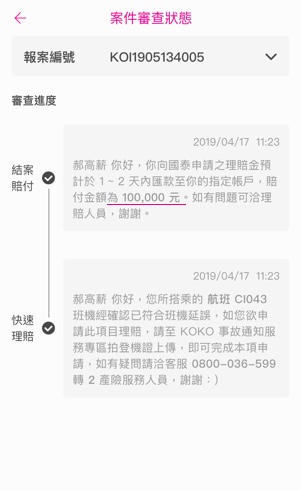 案件審查狀態
報案編號 KOI1905134005
審查進度
結案
賠付
2019/04/17 11:23
郝高薪 你好，你向國泰申請之理賠金預
計於 1 ~ 2 天內匯款至你的指定帳戶，賠
付金額為 100,000 元。如有問題可洽理
賠人員，謝謝。
快速
理賠
2019/04/17 11:23
郝高薪 你好，您所搭乘的 航班 CI043
班機經確認已符合班機延誤，如您欲申
請此項目理賠，請至 KOKO 事故通知服
務專區拍登機證上傳，即可完成本項申
請，如有疑問請洽客服 0800-036-599
轉 2 產險服務人員，謝謝：）